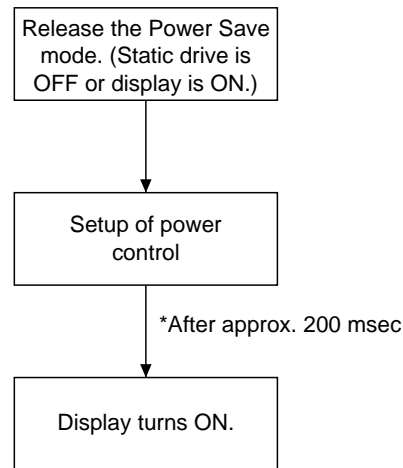 Release the Power Save
mode. (Static drive is
OFF or display is ON.)
Setup of power
control
*After approx. 200 msec
Display turns ON.